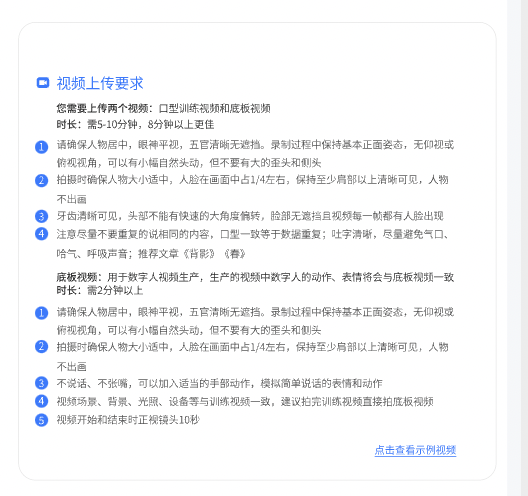 视频上传要求
您需要上传两个视频：口型训练视频和底板视频
时长：需5-10分钟，8分钟以上更佳
1 请确保人物居中，眼神平视，五官清晰无遮挡。录制过程中保持基本正面姿态，无仰视或
俯视视角，可以有小幅自然头动，但不要有大的歪头和侧头
2 拍摄时确保人物大小适中，人脸在画面中占1/4左右，保持至少肩部以上清晰可见，人物
不出画
3 牙齿清晰可见，头部不能有快速的大角度偏转，脸部无遮挡且视频每一帧都有人脸出现
4 注意尽量不要重复的说相同的内容，口型一致等于数据重复；吐字清晰，尽量避免气口、
哈气、呼吸声音；推荐文章《背影》《春》
底板视频：用于数字人视频生产，生产的视频中数字人的动作、表情将会与底板视频一致
时长：需2分钟以上
1 请确保人物居中，眼神平视，五官清晰无遮挡。录制过程中保持基本正面姿态，无仰视或
俯视视角，可以有小幅自然头动，但不要有大的歪头和侧头
2 拍摄时确保人物大小适中，人脸在画面中占1/4左右，保持至少肩部以上清晰可见，人物
不出画
3 不说话、不张嘴，可以加入适当的手部动作，模拟简单说话的表情和动作
4 视频场景、背景、光照、设备等与训练视频一致，建议拍完训练视频直接拍底板视频
5 视频开始和结束时正视镜头10秒
点击查看示例视频